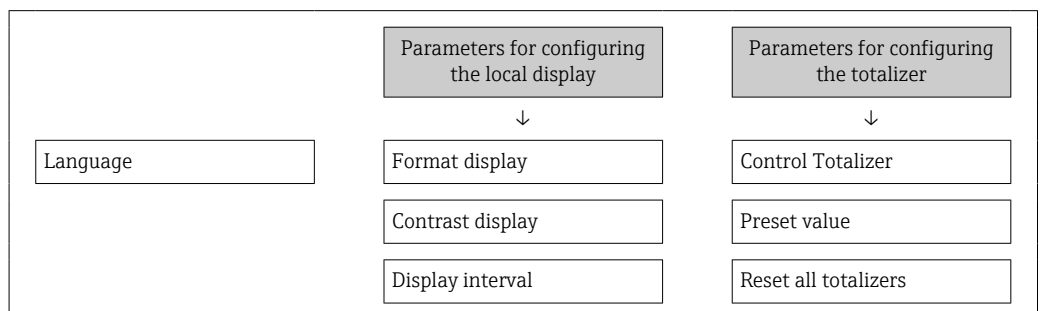 Parameters for configuring
the local display
Parameters for configuring
the totalizer
↓
↓
Language
Format display
Control Totalizer
Contrast display
Preset value
Display interval
Reset all totalizers